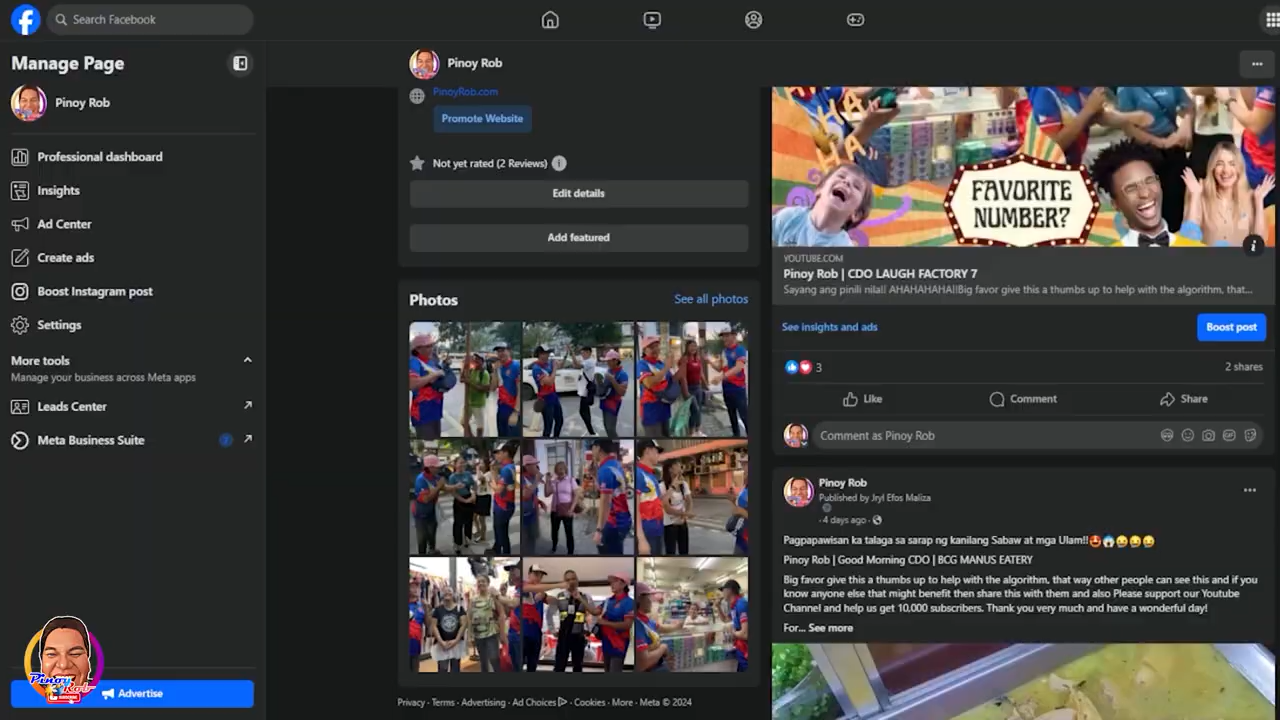 Search Facebook
Manage Page
Pinoy Rob
Professional dashboard
Insights
Ad Center
Create ads
Boost Instagram post
Settings
More tools
Manage your business across Meta apps
Leads Center
Meta Business Suite
Advertise
Pinoy Rob
Pinoy Rob
PinoyRob.com
Promote Website
Not yet rated (2 Reviews)
Edit details
Add featured
Photos
See all photos
Privacy · Terms · Advertising · Ad Choices · Cookies · More · Meta © 2024
FAVORITE
NUMBER?
YOUTUBE.COM
Pinoy Rob | CDO LAUGH FACTORY 7
Sayang ang pinili nila!! AHAHAHAHA!!Big favor give this a thumbs up to help with the algorithm, that...
See insights and ads
Boost post
3
2 shares
Like
Comment
Share
Comment as Pinoy Rob
Pinoy Rob
Published by Jryl Efos Maliza
· 4 days ago ·
Pagpapawisan ka talaga sa sarap ng kanilang Sabaw at mga Ulam!!🤩😱😄😄😄
Pinoy Rob | Good Morning CDO | BCG MANUS EATERY
Big favor give this a thumbs up to help with the algorithm, that way other people can see this and if you
know anyone else that might benefit then share this with them and also Please support our Youtube
Channel and help us get 10,000 subscribers. Thank you very much and have a wonderful day!
For... See more